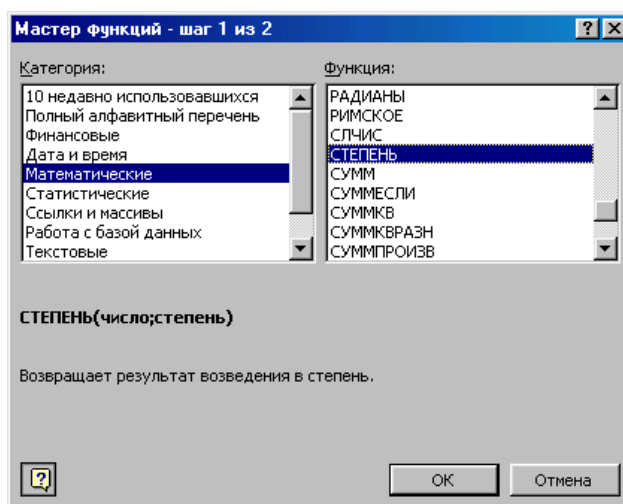 Мастер функций - шаг 1 из 2
Категория:
10 недавно использовавшихся
Полный алфавитный перечень
Финансовые
Дата и время
Математические
Статистические
Ссылки и массивы
Работа с базой данных
Текстовые
Функция:
РАДИАНЫ
РИМСКОЕ
СЛЧИС
СТЕПЕНЬ
СУММ
СУММЕСЛИ
СУММКВ
СУММКВРАЗН
СУММПРОИЗВ
СТЕПЕНЬ(число;степень)
Возвращает результат возведения в степень.
ОК
Отмена